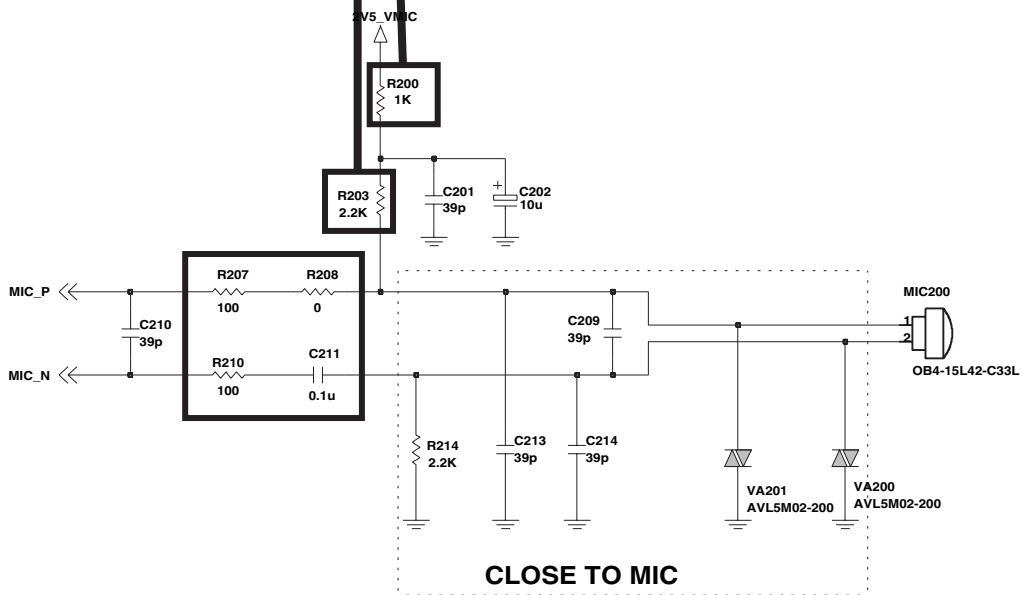 2V5_VMIC
R200
1K
R203
2.2K
C201
39p
+
C202
10u
MIC_P
R207
100
R208
0
MIC200
1
2
OB4-15L42-C33L
C210
39p
C209
39p
MIC_N
R210
100
C211
0.1u
R214
2.2K
C213
39p
C214
39p
VA201
AVL5M02-200
VA200
AVL5M02-200
CLOSE TO MIC